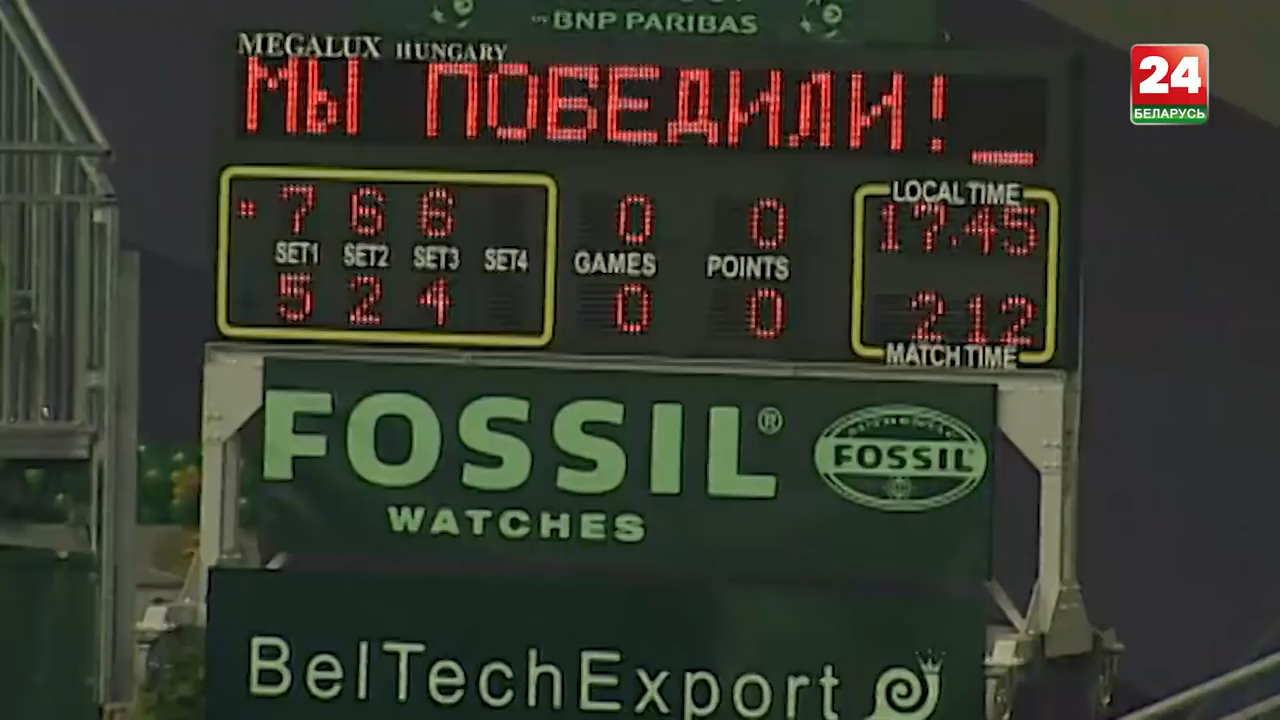 BY BNP PARIBAS
MEGALUX HUNGARY
24
БЕЛАРУСЬ
МЫ ПОБЕДИЛИ!_
7 6 6 0 0
SET1 SET2 SET3 SET4 GAMES POINTS
5 2 4 0 0
LOCAL TIME
17.45
2 12
MATCH TIME
FOSSIL®
WATCHES
FOSSIL
BelTechExport